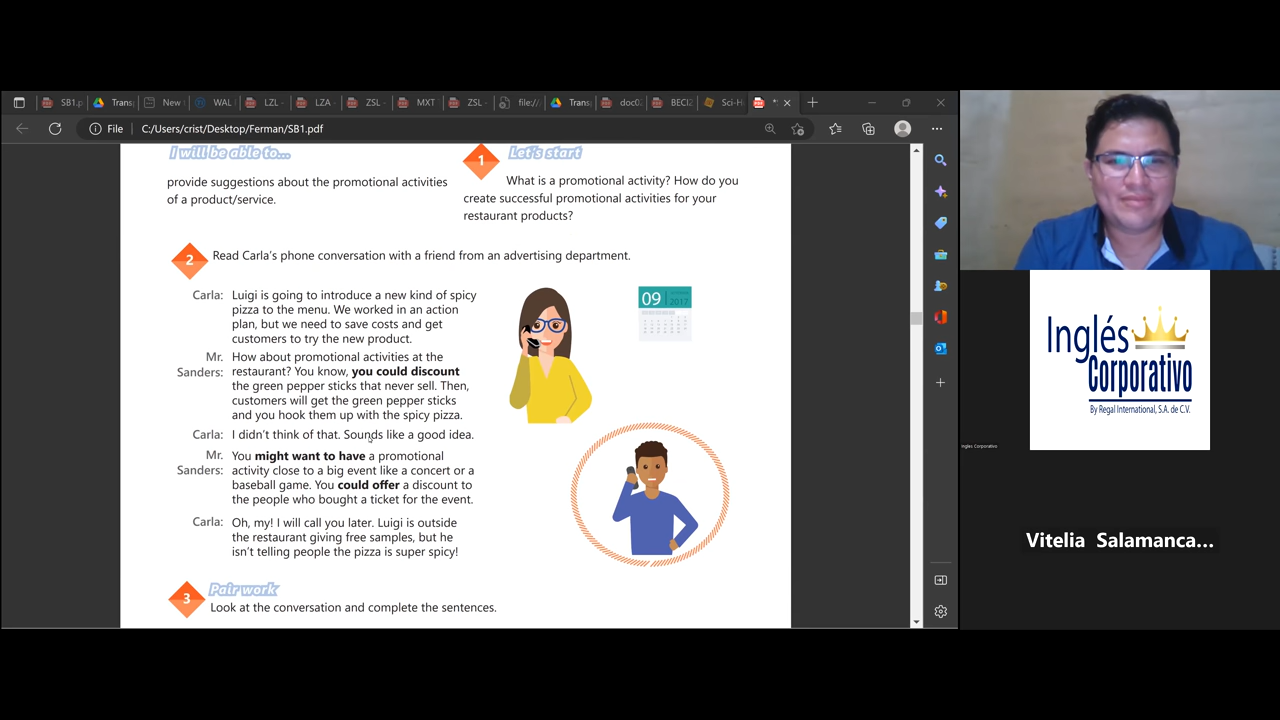 SB1.p
Trans
New
WAL
LZL
LZA
ZSL
MXT
ZSL
file://
Trans
doc0
BECI
Sci-H
File
C:/Users/crist/Desktop/Ferman/SB1.pdf
I will be able to...
provide suggestions about the promotional activities
of a product/service.
1
Let's start
What is a promotional activity? How do you
create successful promotional activities for your
restaurant products?
2
Read Carla's phone conversation with a friend from an advertising department.
Carla: Luigi is going to introduce a new kind of spicy
pizza to the menu. We worked in an action
plan, but we need to save costs and get
customers to try the new product.
Mr. How about promotional activities at the
Sanders: restaurant? You know, you could discount
the green pepper sticks that never sell. Then,
customers will get the green pepper sticks
and you hook them up with the spicy pizza.
Carla: I didn't think of that. Sounds like a good idea.
Mr. You might want to have a promotional
Sanders: activity close to a big event like a concert or a
baseball game. You could offer a discount to
the people who bought a ticket for the event.
Carla: Oh, my! I will call you later. Luigi is outside
the restaurant giving free samples, but he
isn't telling people the pizza is super spicy!
09
2017
3
Pair work
Look at the conversation and complete the sentences.
Inglés
Corporativo
By Regal International, S.A. de C.V.
Ingles Corporativo
Vitelia Salamanca...